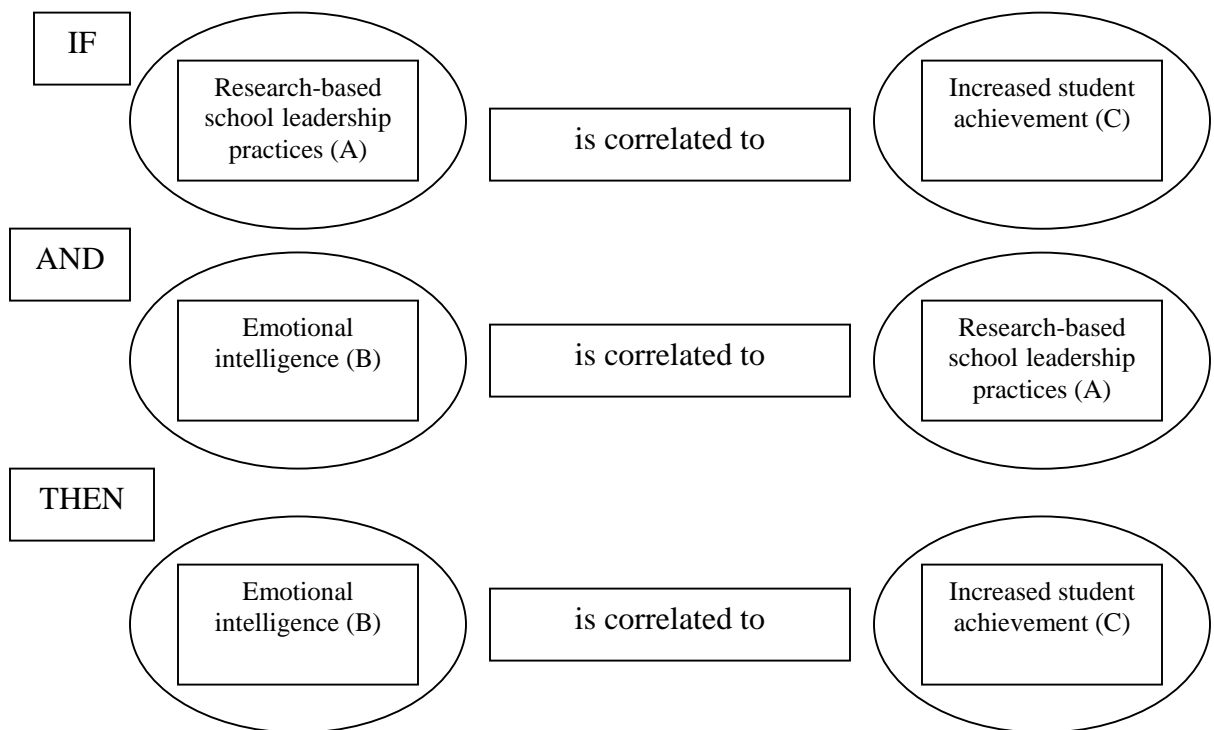 IF
Research-based
school leadership
practices (A)
is correlated to
Increased student
achievement (C)
AND
Emotional
intelligence (B)
is correlated to
Research-based
school leadership
practices (A)
THEN
Emotional
intelligence (B)
is correlated to
Increased student
achievement (C)